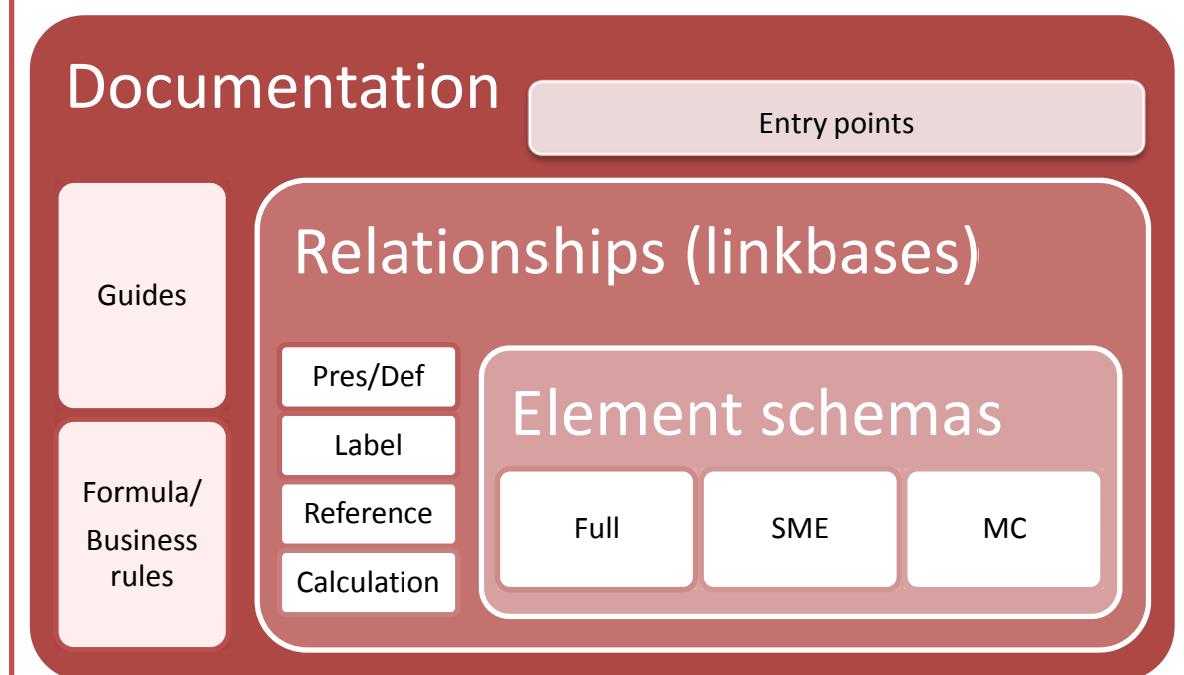 Documentation
Entry points
Guides
Formula/
Business
rules
Relationships (linkbases)
Pres/Def
Label
Reference
Calculation
Element schemas
Full
SME
MC